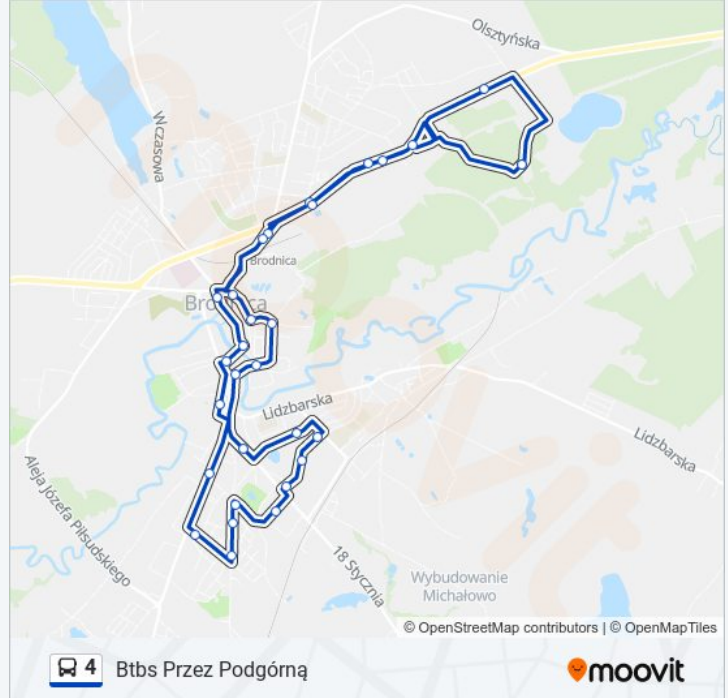 Olsztyńska
Wczasowa
Brodnica
Brodnica
Lidzbarska
Lidzbarska
Aleja Józefa Piłsudskiego
18 Stycznia
Wybudowanie
Michałowo
© OpenStreetMap contributors | © OpenMapTiles
4 Btbs Przez Podgórną
moovit